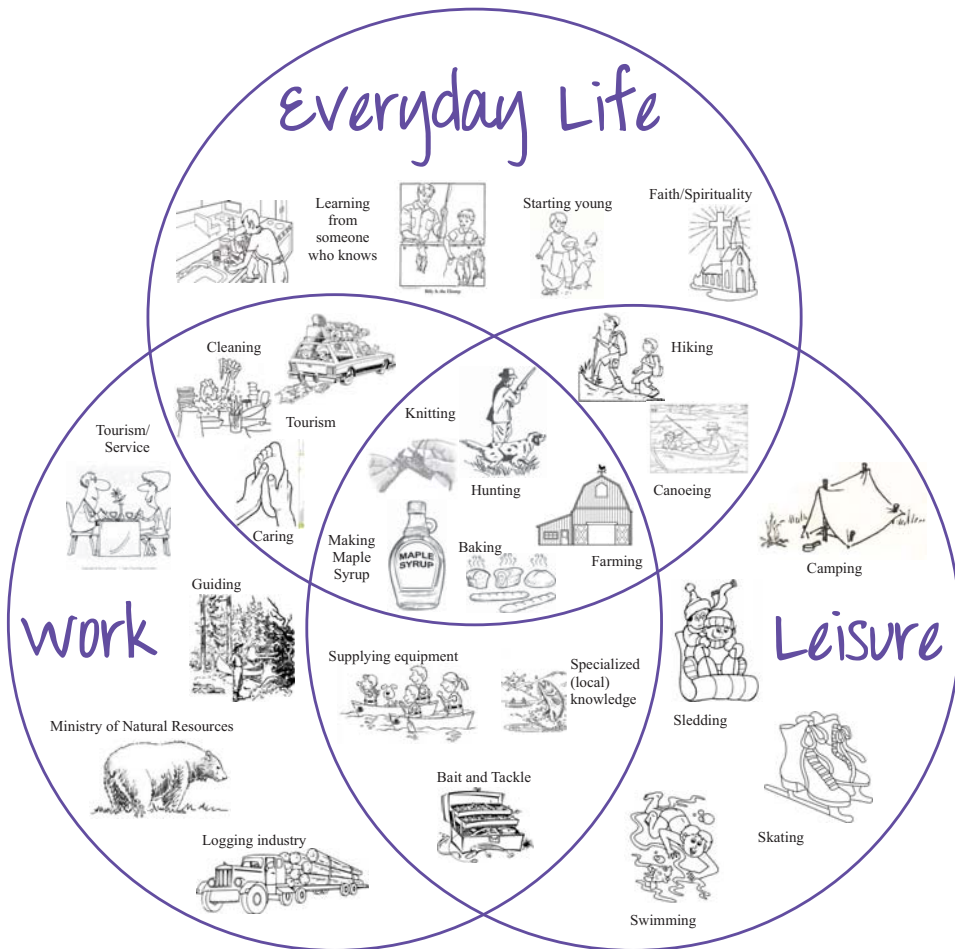 Everyday Life
Learning
from
someone
who knows
Starting young
Faith/Spirituality
Cleaning
Tourism
Caring
Hiking
Canoeing
Knitting
Hunting
Making
Maple
Syrup
MAPLE
SYRUP
Baking
Farming
Tourism/
Service
Guiding
Work
Ministry of Natural Resources
Logging industry
Supplying equipment
Specialized
(local)
knowledge
Bait and Tackle
Camping
Leisure
Sledding
Skating
Swimming